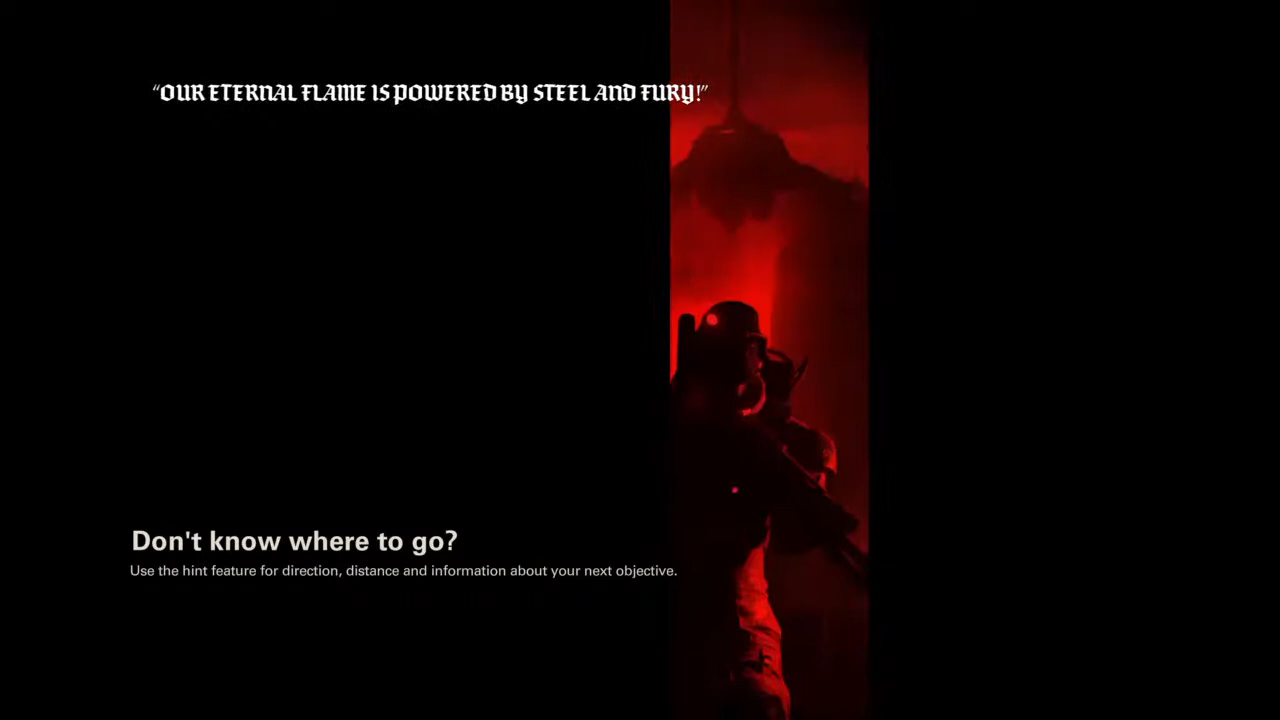 “OUR ETERNAL FLAME IS POWERED BY STEEL AND FURY!”
Don't know where to go?
Use the hint feature for direction, distance and information about your next objective.